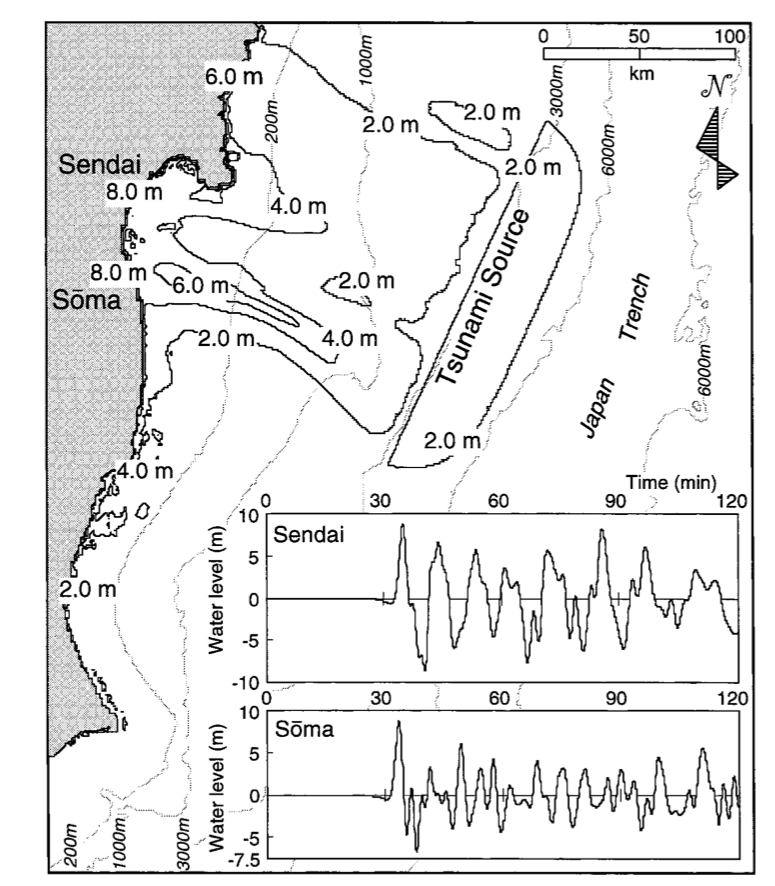 0 50 100
km
N
6.0 m
200m
1000m
2.0 m
2.0 m
3000m
6000m
2.0 m
Sendai
8.0 m
4.0 m
Tsunami Source
8.0 m
6.0 m
2.0 m
Sōma
2.0 m
4.0 m
Japan Trench
6000m
2.0 m
4.0 m
2.0 m
Time (min)
0 30 60 90 120
10
5
0
-5
-10
Water level (m)
Sendai
0 30 60 90 120
10
5
0
-5
-7.5
Water level (m)
Sōma
200m
1000m
3000m